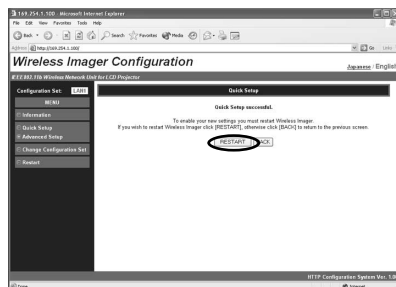 169.254.1.100 - Microsoft Internet Explorer
File Edit View Favorites Tools Help
Back Search Favorites Media
Address http://169.254.1.100/ Go Links
Wireless Imager Configuration
Japanese / English
IEEE802.11b Wireless Network Unit for LCD Projector
Configuration Set: LAN1
MENU
Information
Quick Setup
Advanced Setup
Change Configuration Set
Restart
Quick Setup
Quick Setup successful.
To enable your new settings you must restart Wireless Imager.
If you wish to restart Wireless Imager click [RESTART], otherwise click [BACK] to return to the previous screen.
RESTART BACK
HTTP Configuration System Ver. 1.0
Done Internet